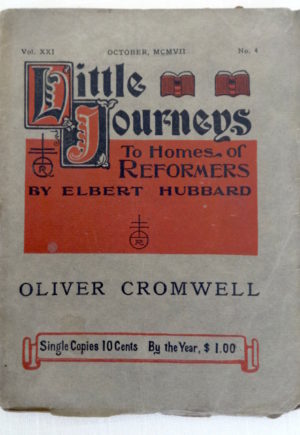 Vol. XXI OCTOBER, MCMVII No. 4
Little
Journeys
To Homes of
REFORMERS
BY ELBERT HUBBARD
R
R
OLIVER CROMWELL
Single Copies 10 Cents By the Year, $ 1.00